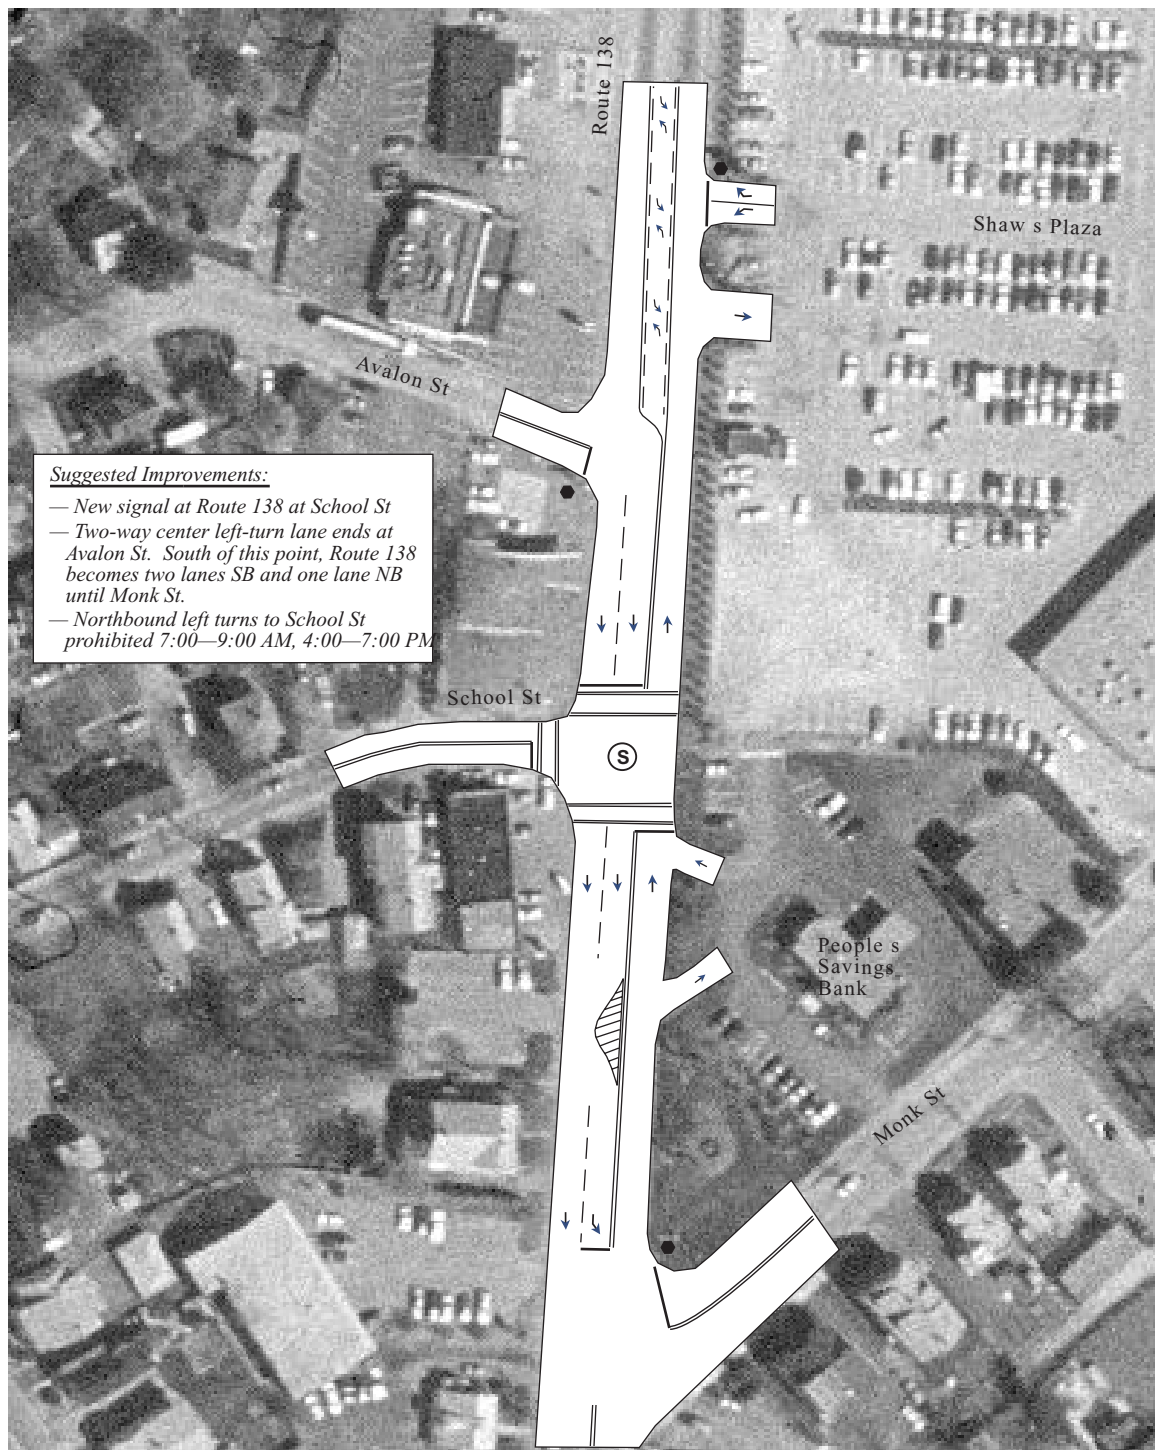 Route 138
Shaw s Plaza
Avalon St
Suggested Improvements:
— New signal at Route 138 at School St
— Two-way center left-turn lane ends at
Avalon St. South of this point, Route 138
becomes two lanes SB and one lane NB
until Monk St.
— Northbound left turns to School St
prohibited 7:00—9:00 AM, 4:00—7:00 PM
School St
S
People s
Savings
Bank
Monk St